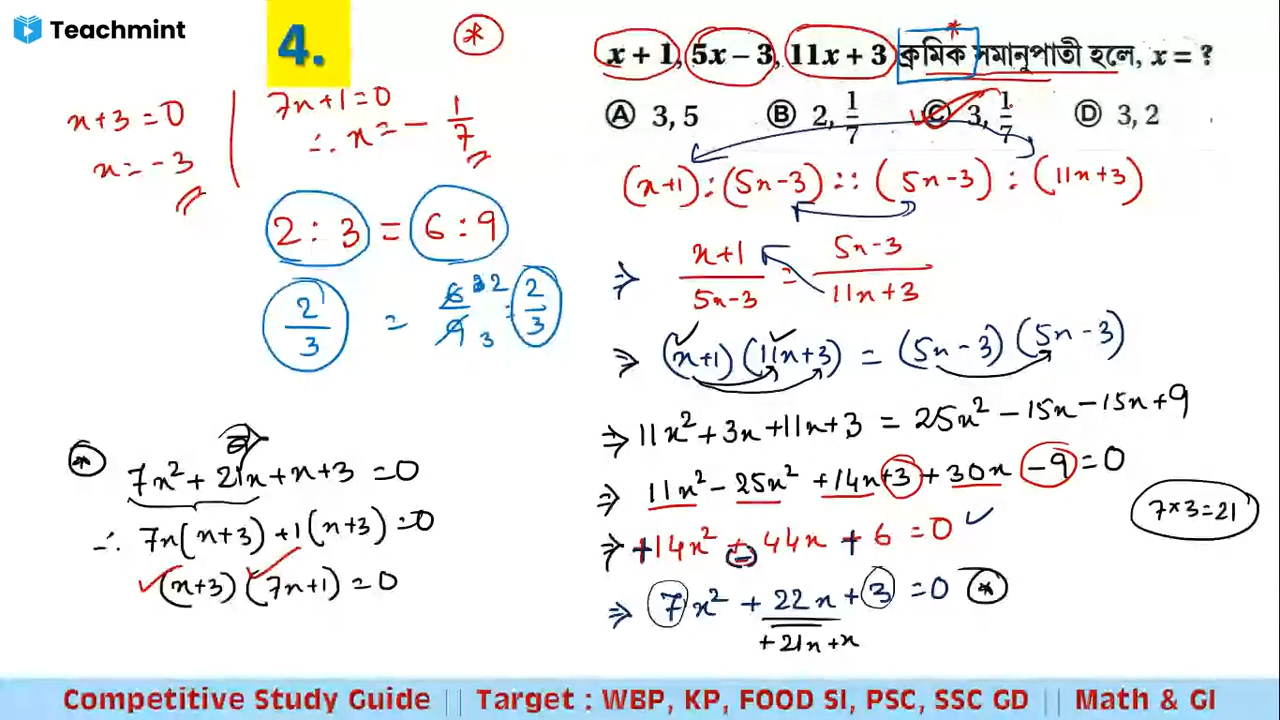 Teachmint
4.
*
x + 1, 5x – 3, 11x + 3 ক্রমিক সমানুপাতী হলে, x = ?
Ⓐ 3, 5 Ⓑ 2, 1/7 Ⓒ 3, 1/7 Ⓓ 3, 2
x+3=0
x=-3
7x+1=0
∴ x = - 1/7
2 : 3 = 6 : 9
2/3 = 6/9 = 2/3
(x+1) : (5x-3) :: (5x-3) : (11x+3)
⇒ (x+1)/(5x-3) = (5x-3)/(11x+3)
⇒ (x+1)(11x+3) = (5x-3)(5x-3)
⇒ 11x²+3x+11x+3 = 25x²-15x-15x+9
⇒ 11x²-25x²+14x+3+30x-9=0
7×3=21
⇒ +14x² - 44x + 6 = 0
⇒ 7x² + 22x + 3 = 0 *
+21x+x
* 7x²+21x+x+3=0
∴ 7x(x+3)+1(x+3)=0
(x+3)(7x+1)=0
Competitive Study Guide || Target : WBP, KP, FOOD SI, PSC, SSC GD || Math & GI